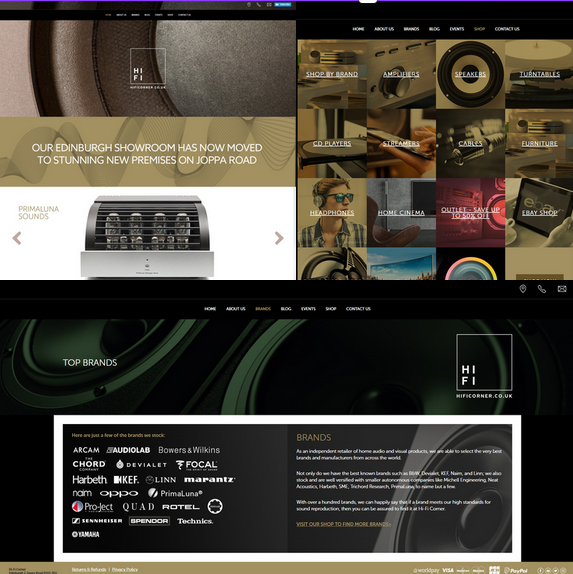 HOME ABOUT US BRANDS BLOG EVENTS SHOP CONTACT US
HI
FI
HIFICORNER.CO.UK
OUR EDINBURGH SHOWROOM HAS NOW MOVED
TO STUNNING NEW PREMISES ON JOPPA ROAD
PRIMALUNA
SOUNDS
HOME ABOUT US BRANDS BLOG EVENTS SHOP CONTACT US
SHOP BY BRAND AMPLIFIERS SPEAKERS TURNTABLES
CD PLAYERS STREAMERS CABLES FURNITURE
HEADPHONES HOME CINEMA OUTLET - SAVE UP
TO 50% OFF EBAY SHOP
HOME ABOUT US BRANDS BLOG EVENTS SHOP CONTACT US
TOP BRANDS
HI
FI
HIFICORNER.CO.UK
Here are just a few of the brands we stock:
ARCAM AUDIOLAB Bowers & Wilkins
THE
CHORD
COMPANY DEVIALET FOCAL
Harbeth KEF LINN marantz
naim oppo PrimaLuna
Pro-Ject QUAD ROTEL
SENNHEISER SPENDOR Technics
YAMAHA
BRANDS
As an independent retailer of home audio and visual products, we are able to select the very best
brands and manufacturers from across the world.
Not only do we have the best known brands such as B&W, Devialet, KEF, Naim, and Linn; we also
stock and are well versified with smaller autonomous companies like Michell Engineering, Neat
Acoustics, Harbeth, SME, Trichord Research, PrimaLuna, to name but a few.
With over a hundred brands, we can happily say that if a brand meets our high standards for
sound reproduction, then you can be assured to find it at Hi-Fi Corner.
VISIT OUR SHOP TO FIND MORE BRANDS >
Hi-Fi Corner
Returns & Refunds | Privacy Policy
worldpay VISA PayPal